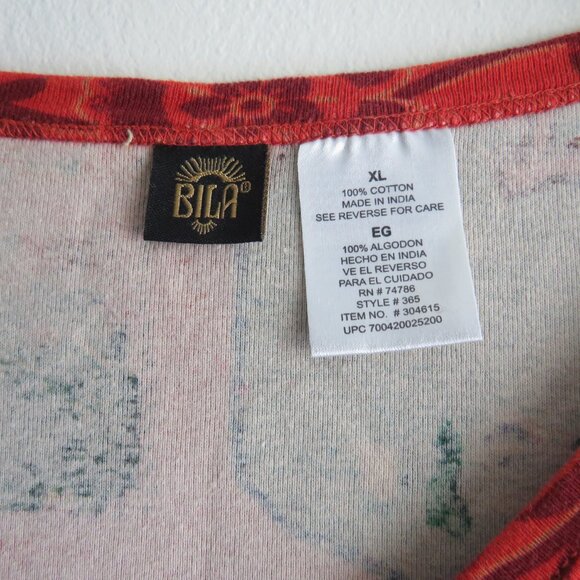 BILA®
XL
100% COTTON
MADE IN INDIA
SEE REVERSE FOR CARE
EG
100% ALGODON
HECHO EN INDIA
VE EL REVERSO
PARA EL CUIDADO
RN # 74786
STYLE # 365
ITEM NO. # 304615
UPC 700420025200